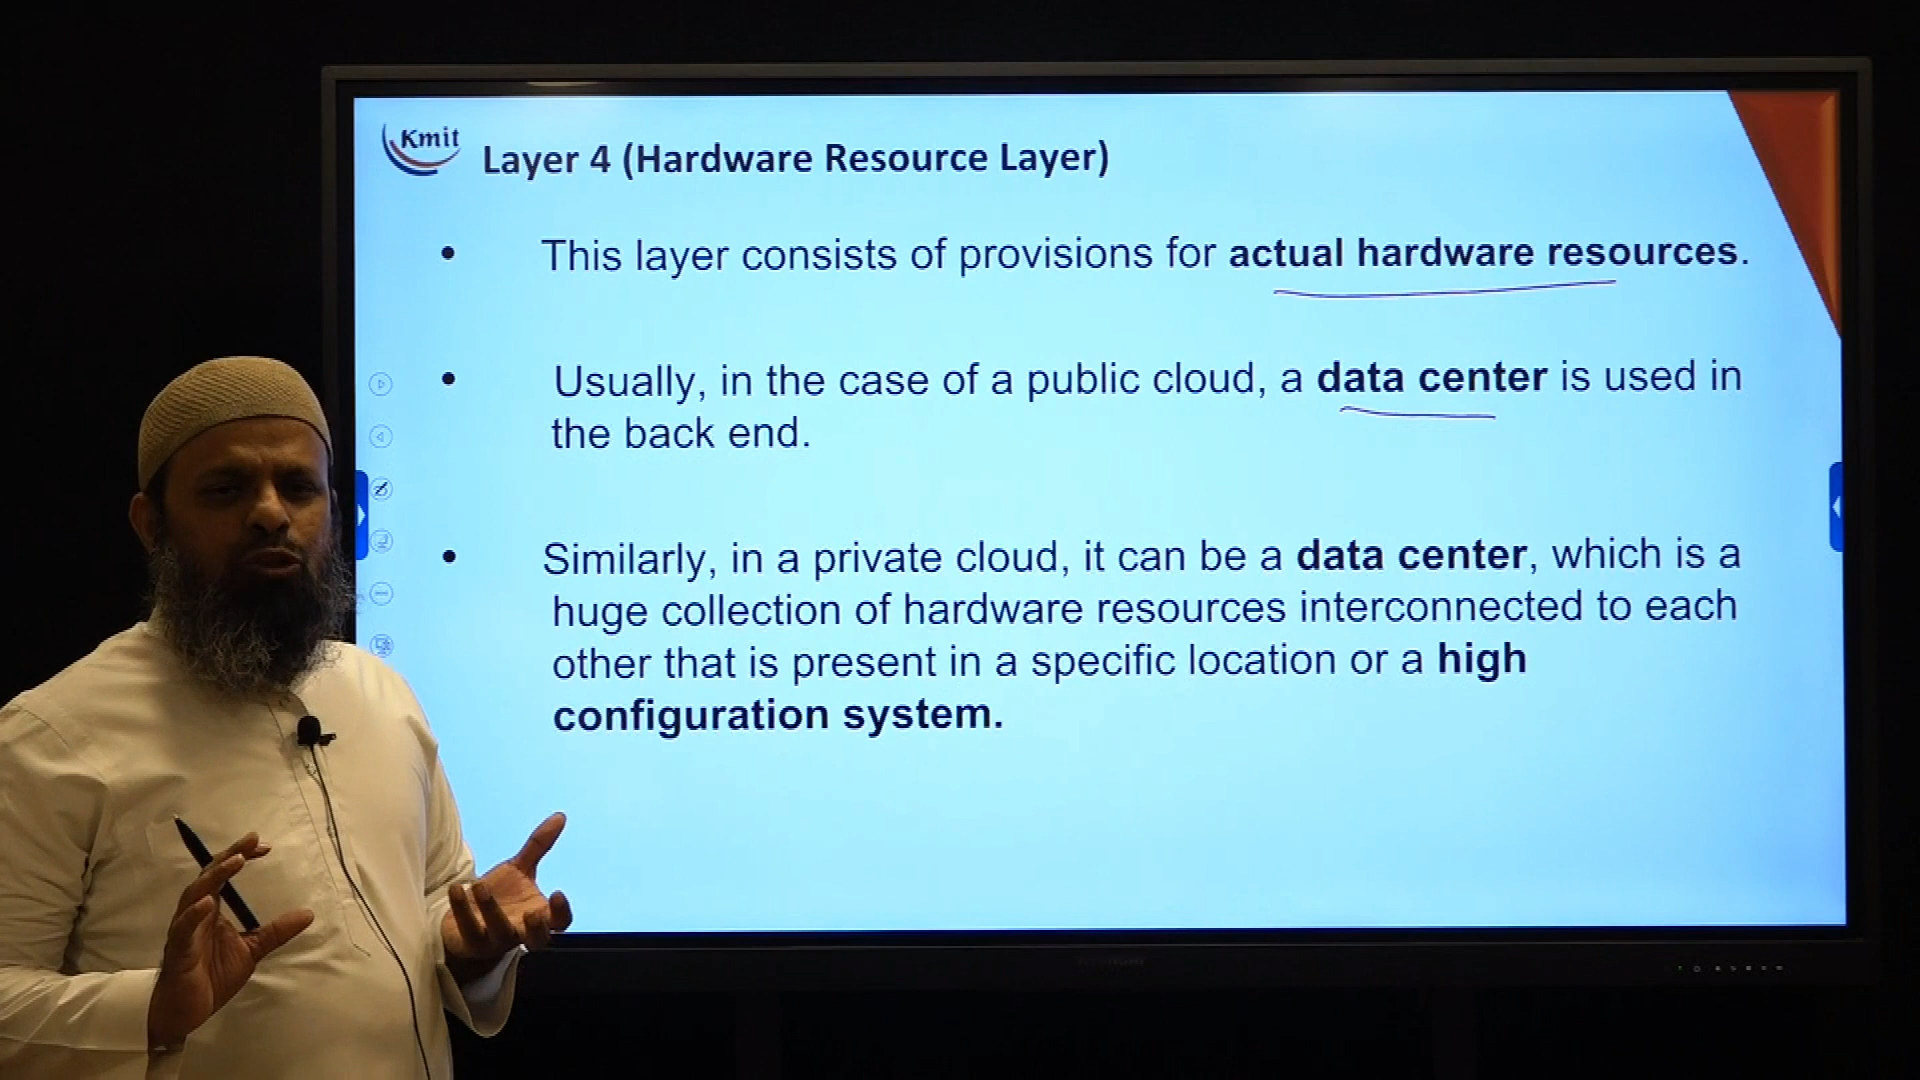 Kmit
Layer 4 (Hardware Resource Layer)
• This layer consists of provisions for actual hardware resources.
• Usually, in the case of a public cloud, a data center is used in
the back end.
• Similarly, in a private cloud, it can be a data center, which is a
huge collection of hardware resources interconnected to each
other that is present in a specific location or a high
configuration system.